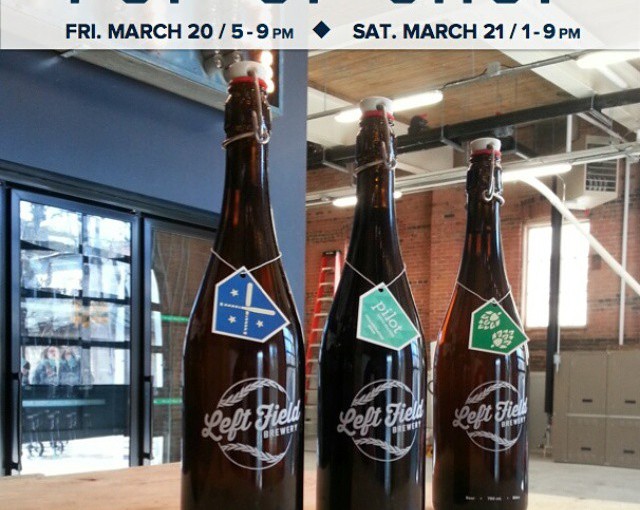 FRI. MARCH 20 / 5-9 PM ◆ SAT. MARCH 21 / 1-9 PM
pilot
Left Field
BREWERY
Left Field
BREWERY
Left Field
BREWERY